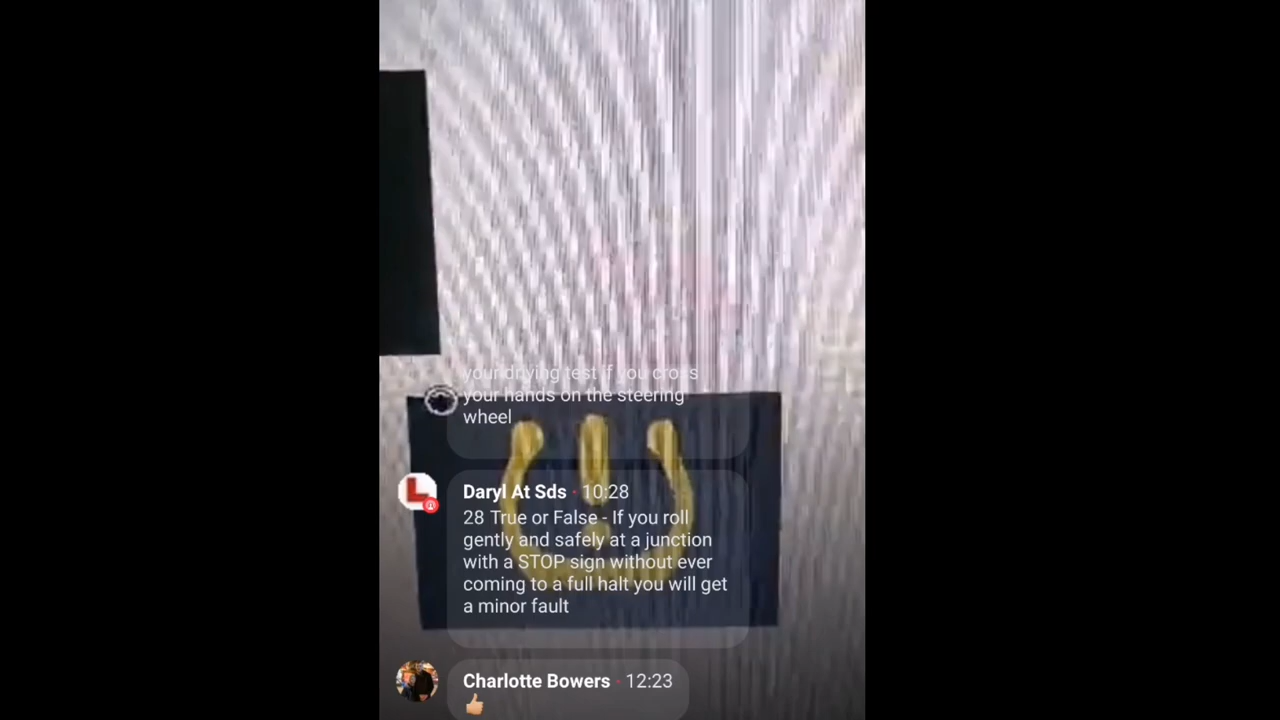 your driving test if you cross
your hands on the steering
wheel
Daryl At Sds · 10:28
28 True or False - If you roll
gently and safely at a junction
with a STOP sign without ever
coming to a full halt you will get
a minor fault
Charlotte Bowers · 12:23
👍🏼